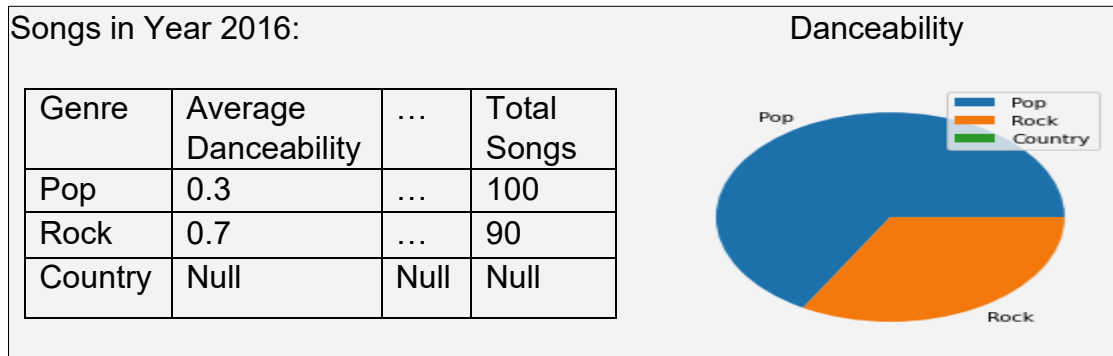 Songs in Year 2016:
Danceability
Genre Average Danceability … Total Songs
Pop 0.3 … 100
Rock 0.7 … 90
Country Null Null Null
Pop
Pop
Rock
Country
Rock